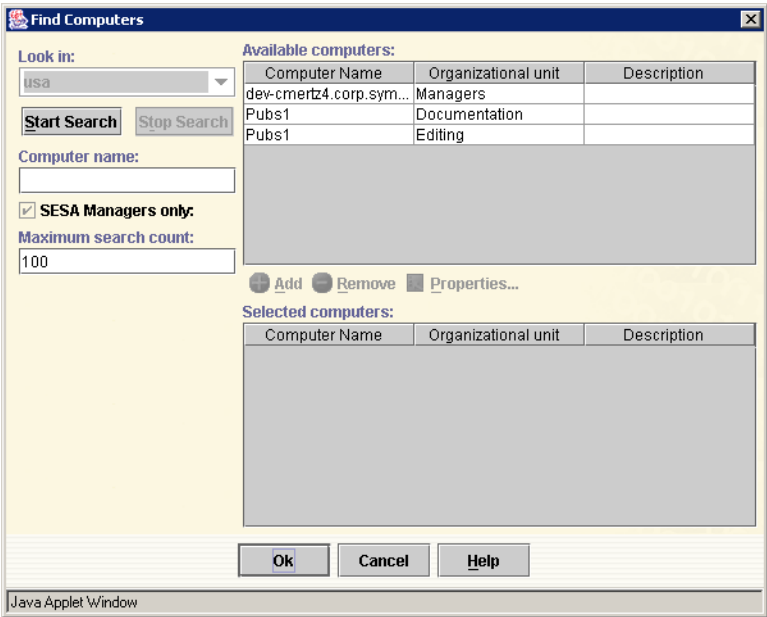 Find Computers
Look in:
usa
Start Search Stop Search
Computer name:
SESA Managers only:
Maximum search count:
100
Available computers:
Computer Name Organizational unit Description
dev-cmertz4.corp.sym... Managers
Pubs1 Documentation
Pubs1 Editing
Add Remove Properties...
Selected computers:
Computer Name Organizational unit Description
Ok Cancel Help
Java Applet Window